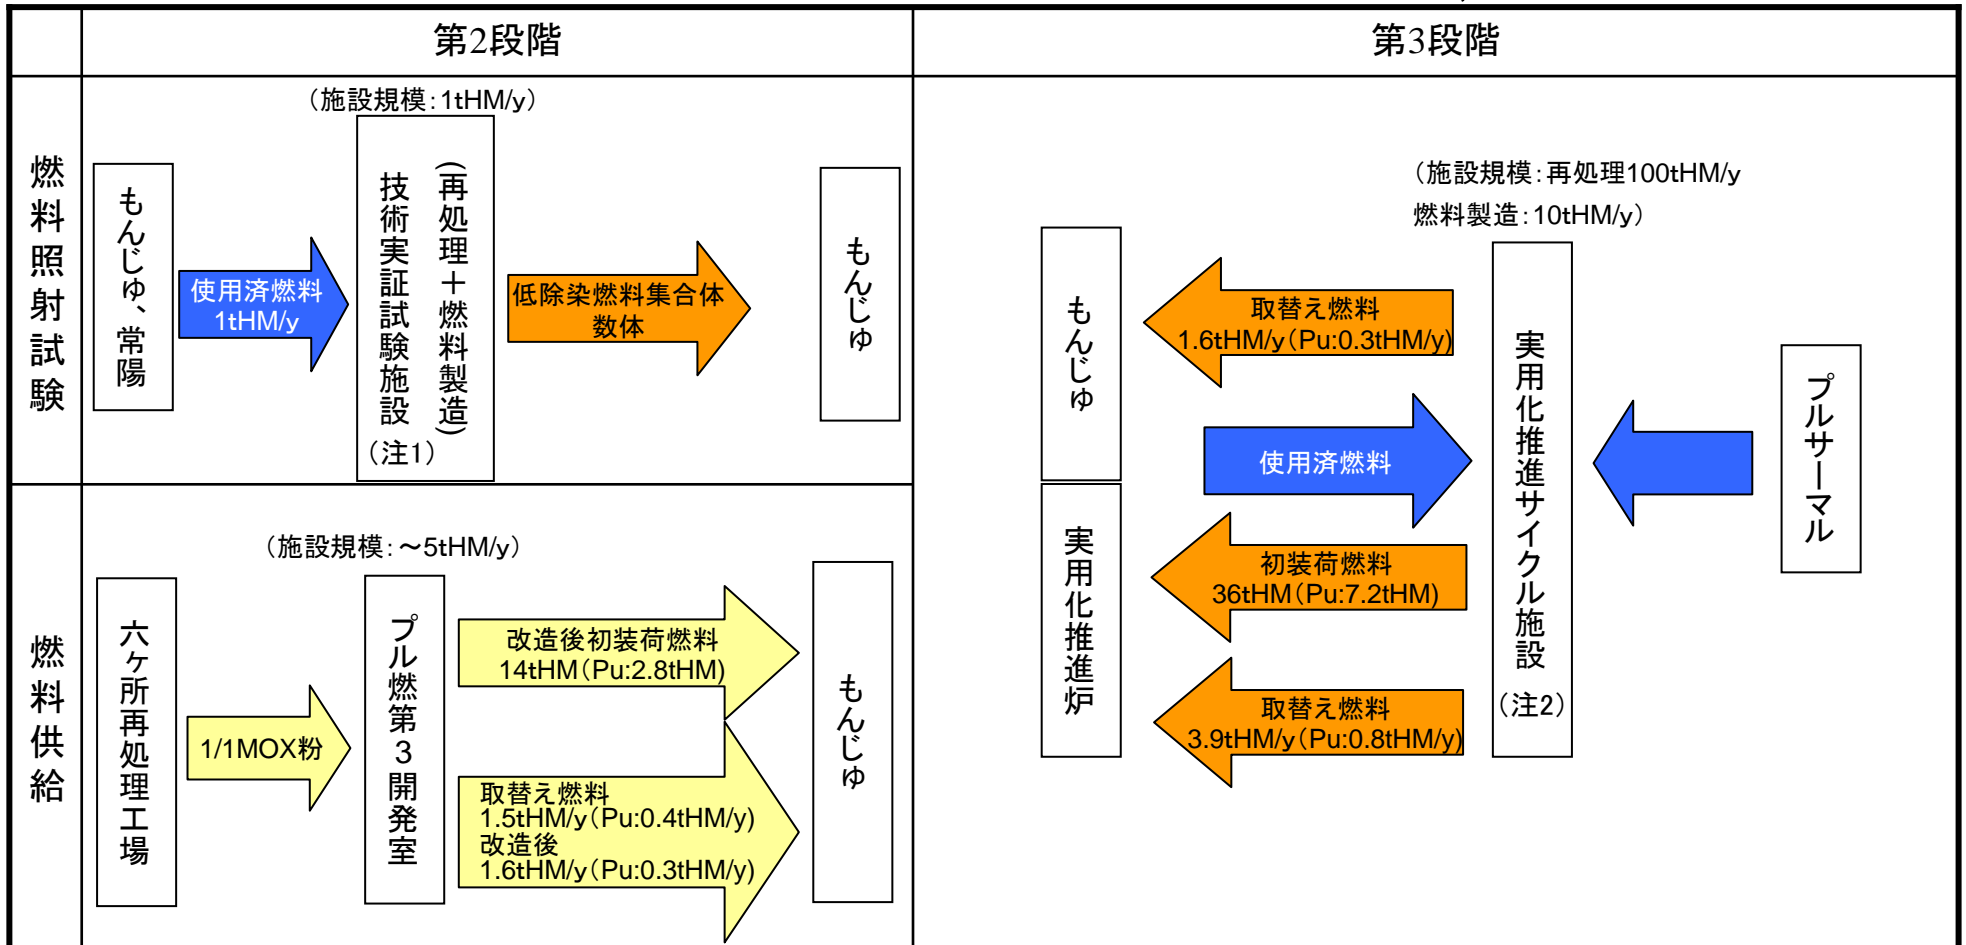 第2段階
第3段階
燃料照射試験
(施設規模:1tHM/y)
もんじゅ、常陽
使用済燃料
1tHM/y
技術実証試験施設
(再処理+燃料製造)
(注1)
低除染燃料集合体
数体
もんじゅ
燃料供給
(施設規模:~5tHM/y)
六ヶ所再処理工場
1/1MOX粉
プル燃第3開発室
改造後初装荷燃料
14tHM(Pu:2.8tHM)
取替え燃料
1.5tHM/y(Pu:0.4tHM/y)
改造後
1.6tHM/y(Pu:0.3tHM/y)
もんじゅ
(施設規模:再処理100tHM/y
燃料製造:10tHM/y)
もんじゅ
取替え燃料
1.6tHM/y(Pu:0.3tHM/y)
使用済燃料
実用化推進炉
初装荷燃料
36tHM(Pu:7.2tHM)
取替え燃料
3.9tHM/y(Pu:0.8tHM/y)
実用化推進サイクル施設
(注2)
プルサーマル